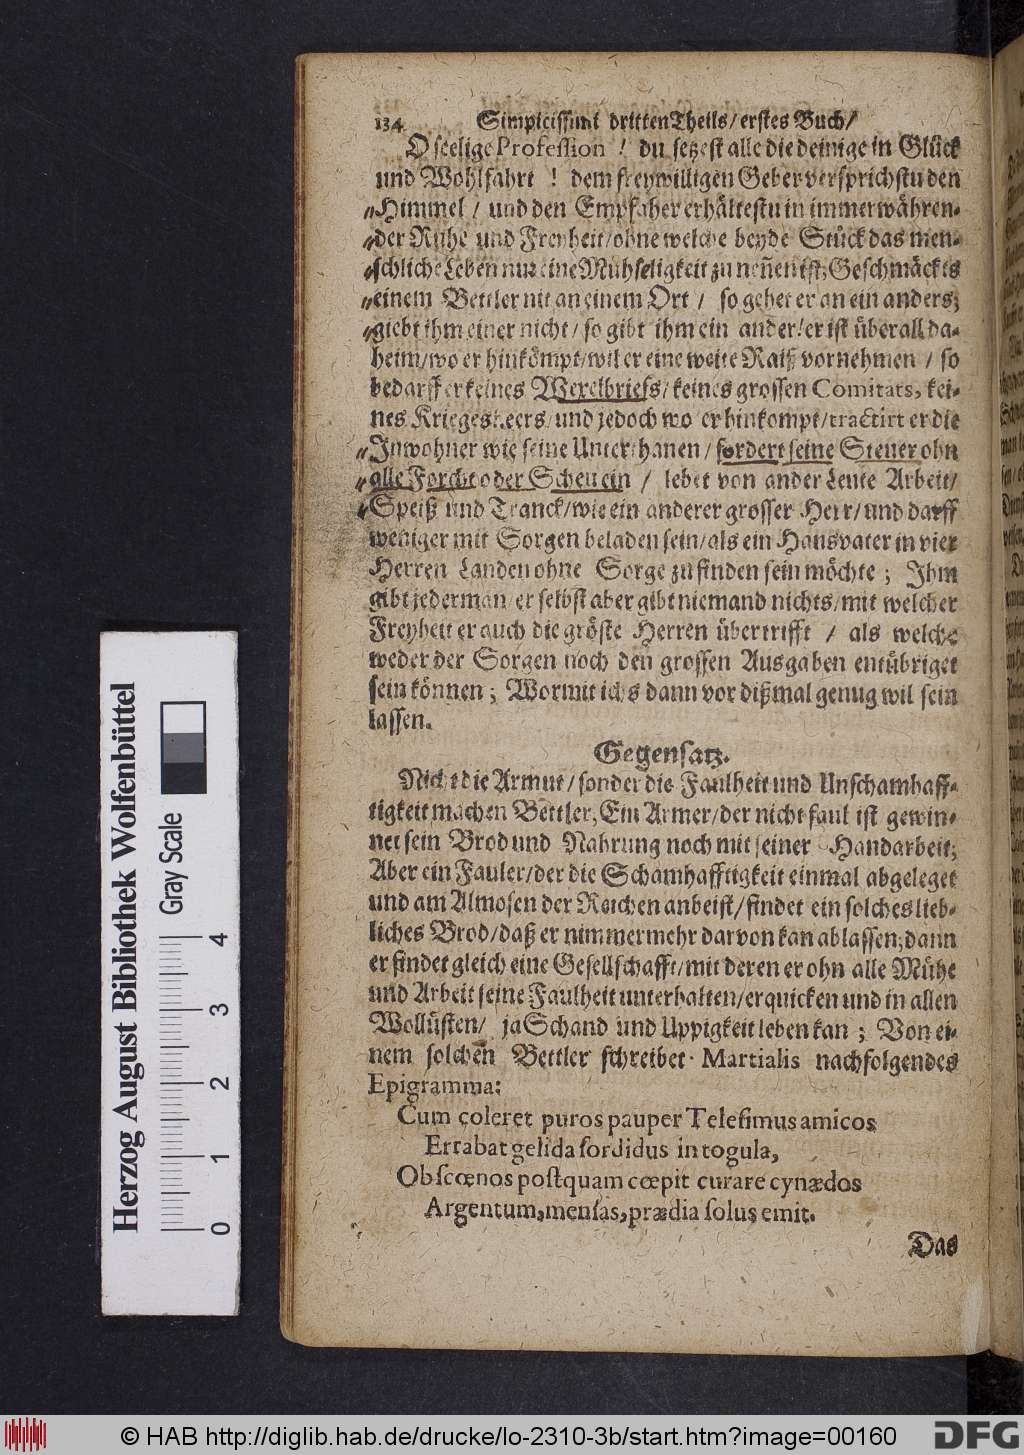 134 Simplicissimi dritten Theils/ erstes Buch/
O seelige Profession ! du setzest alle die deinige in Glück
und Wohlfahrt ! dem freywilligen Geber versprichstu den
„Himmel / und den Empfaher erhältestu in immerwähren-
„der Ruhe und Freyheit/ ohne welche beyde Stück das men-
„schliche Leben nur eine Mühseligkeit zu neñen ist; Geschmäckts
„einem Bettler nit an einem Ort / so gehet er an ein anders;
„giebt ihm einer nicht/ so gibt ihm ein ander/ er ist überall da-
heim/ wo er hinkömpt/ wil er eine weite Raiß vornehmen / so
bedarff er keines Wexelbriefs/ keines grossen Comitats, kei-
nes Kriegesheers/ und jedoch wo er hinkompt/ tractirt er die
„Inwohner wie seine Unterthanen/ fordert seine Steuer ohn
„alle Forcht oder Scheu ein / lebet von ander Leute Arbeit/
„Speiß und Tranck/ wie ein anderer grosser Herr/ und darff
weniger mit Sorgen beladen sein/ als ein Hausvater in vier
Herren Landen ohne Sorge zu finden sein möchte ; Ihm
gibt jederman/ er selbst aber gibt niemand nichts/ mit welcher
Freyheit er auch die gröste Herren übertrifft / als welche
weder der Sorgen noch den grossen Ausgaben entübriget
sein können ; Wormit ichs dann vor dißmal genug wil sein
lassen.
Gegensatz.
Nicht die Armut/ sonder die Faulheit und Unschamhaff-
tigkeit machen Bettler; Ein Armer/ der nicht faul ist gewin-
net sein Brod und Nahrung noch mit seiner Handarbeit;
Aber ein Fauler/ der die Schamhafftigkeit einmal abgeleget
und am Almosen der Reichen anbeist/ findet ein solches lieb-
liches Brod/ daß er nimmermehr darvon kan ablassen; dann
er findet gleich eine Gesellschafft/ mit deren er ohn alle Mühe
und Arbeit seine Faulheit unterhalten/ erquicken und in allen
Wollüsten/ ja Schand und Uppigkeit leben kan ; Von ei-
nem solchen Bettler schreibet Martialis nachfolgendes
Epigramma:
Cum coleret puros pauper Telesimus amicos
Errabat gelida sordidus in togula,
Obscœnos postquam cœpit curare cynædos
Argentum, mensas, prædia solus emit.
Das
Herzog August Bibliothek Wolfenbüttel
Gray Scale
0 1 2 3 4
© HAB http://diglib.hab.de/drucke/lo-2310-3b/start.htm?image=00160
DFG